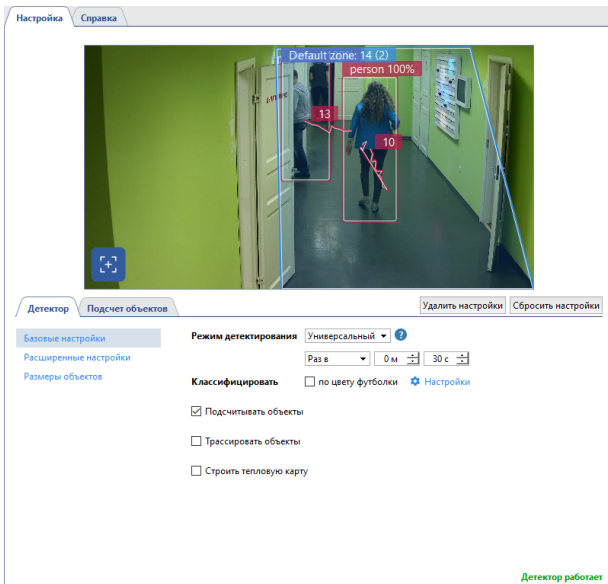 Настройка Справка
Default zone: 14 (2)
person 100%
13
10
Детектор Подсчет объектов Удалить настройки Сбросить настройки
Базовые настройки Режим детектирования Универсальный ?
Расширенные настройки Раз в 0 м 30 с
Размеры объектов Классифицировать по цвету футболки Настройки
Подсчитывать объекты
Трассировать объекты
Строить тепловую карту
Детектор работает